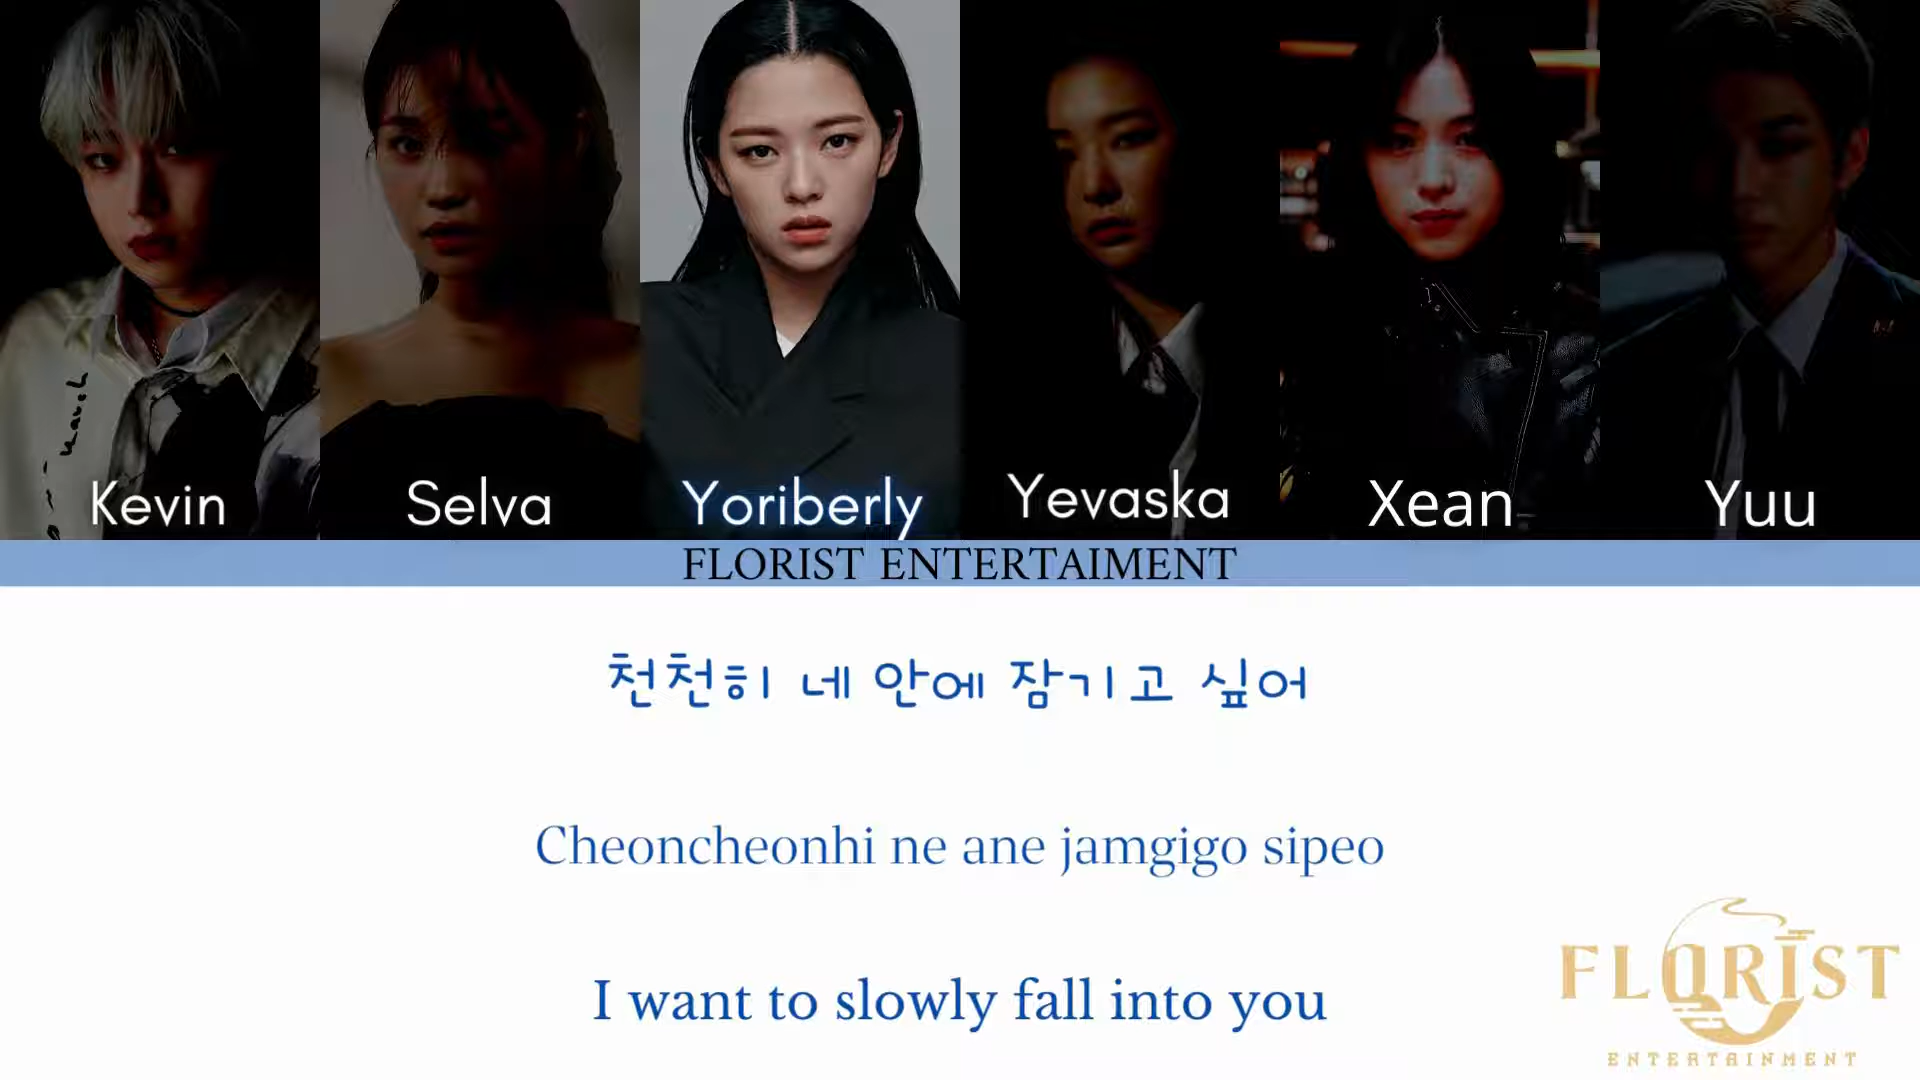 Kevin
Selva
Yoriberly
Yevaska
Xean
Yuu
FLORIST ENTERTAIMENT
천천히 네 안에 잠기고 싶어
Cheoncheonhi ne ane jamgigo sipeo
I want to slowly fall into you
FLORIST
ENTERTAINMENT